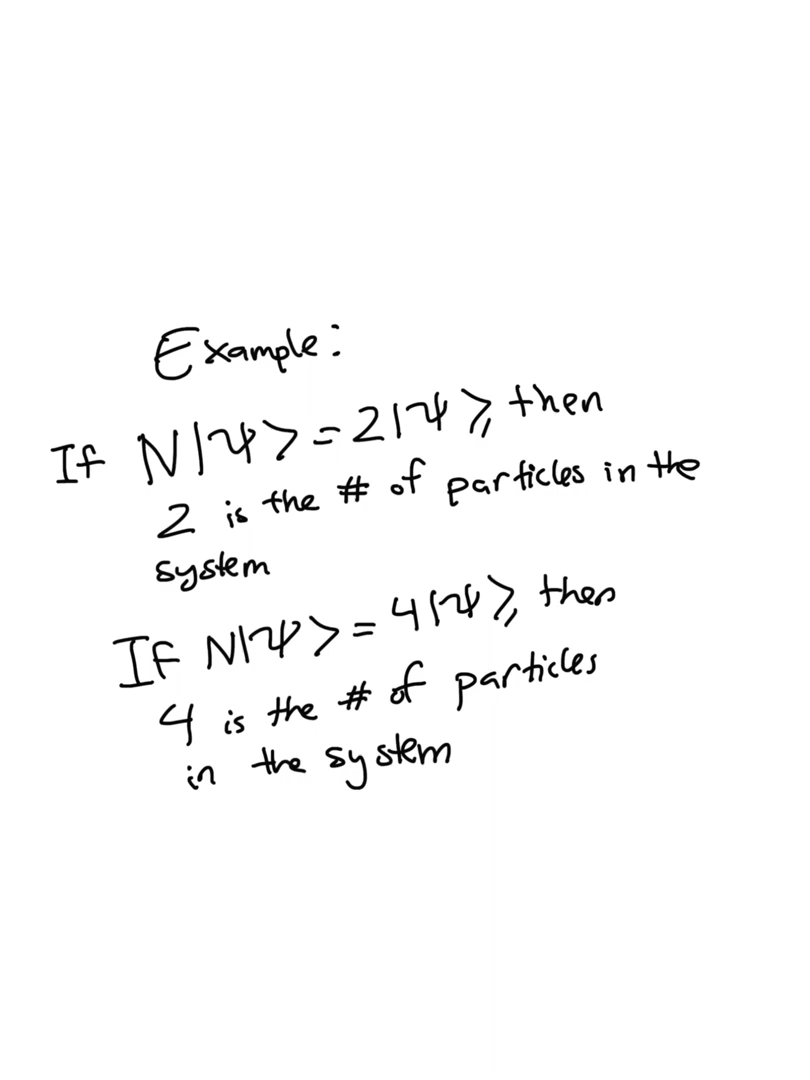 Example:
If N|Ψ> = 2|Ψ>, then
2 is the # of particles in the
system
If N|Ψ> = 4|Ψ>, then
4 is the # of particles
in the system